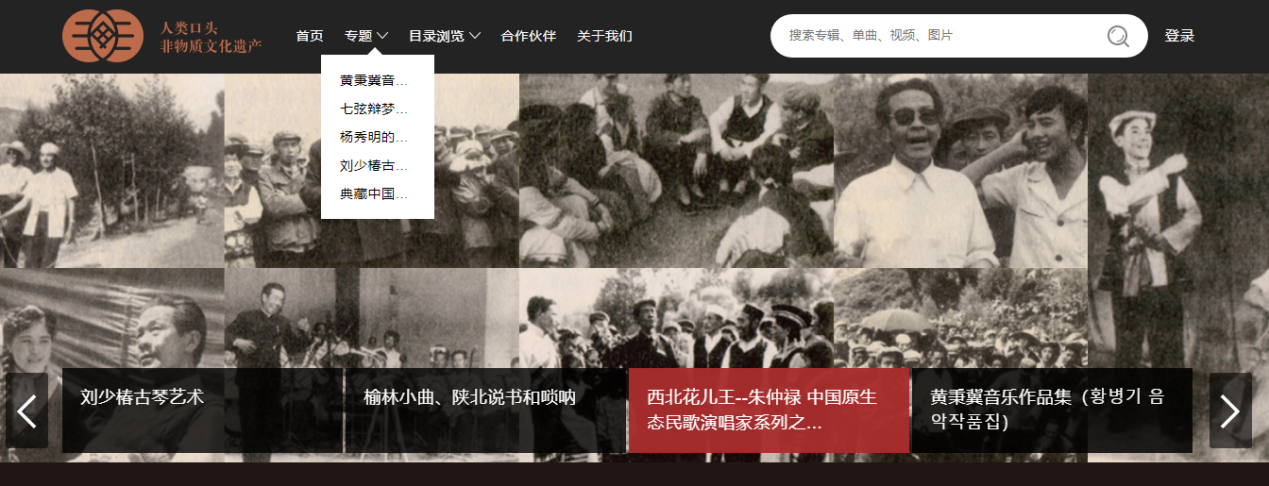 人类口头
非物质文化遗产
首页
专题
目录浏览
合作伙伴
关于我们
搜索专辑、单曲、视频、图片
登录
黄秉冀音...
七弦辩梦...
杨秀明的...
刘少椿古...
典藏中国...
刘少椿古琴艺术
榆林小曲、陕北说书和唢呐
西北花儿王--朱仲禄 中国原生
态民歌演唱家系列之...
黄秉冀音乐作品集（황병기 음
악작품집）